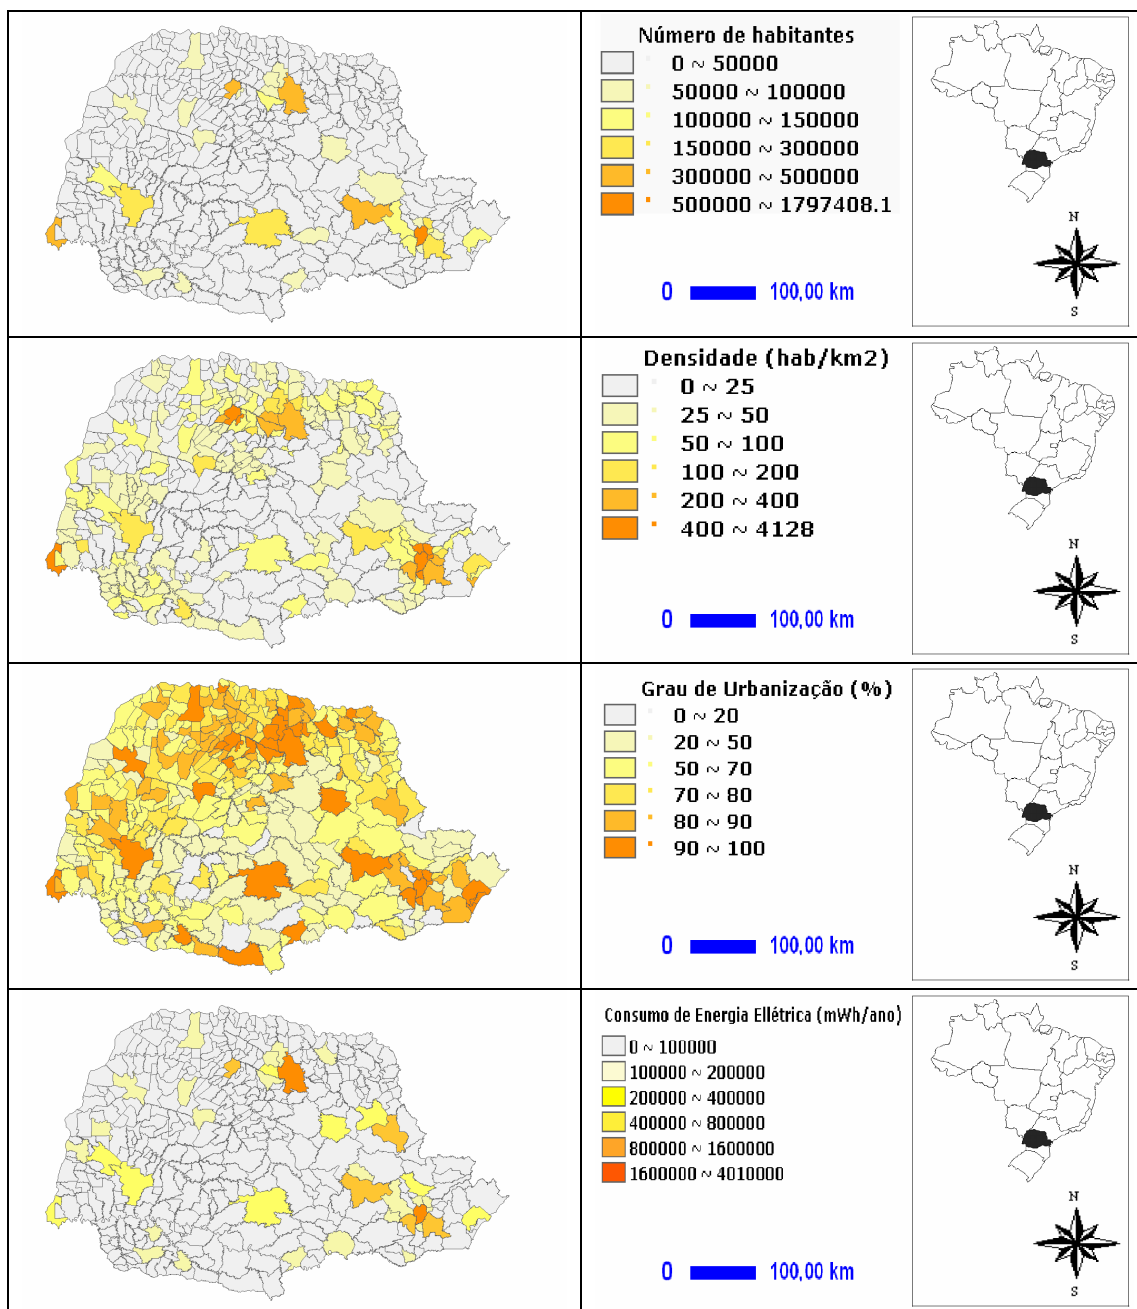 Número de habitantes
0 ~ 50000
50000 ~ 100000
100000 ~ 150000
150000 ~ 300000
300000 ~ 500000
500000 ~ 1797408.1
0 100,00 km
N
S
Densidade (hab/km2)
0 ~ 25
25 ~ 50
50 ~ 100
100 ~ 200
200 ~ 400
400 ~ 4128
0 100,00 km
N
S
Grau de Urbanização (%)
0 ~ 20
20 ~ 50
50 ~ 70
70 ~ 80
80 ~ 90
90 ~ 100
0 100,00 km
N
S
Consumo de Energia Ellétrica (mWh/ano)
0 ~ 100000
100000 ~ 200000
200000 ~ 400000
400000 ~ 800000
800000 ~ 1600000
1600000 ~ 4010000
0 100,00 km
N
S